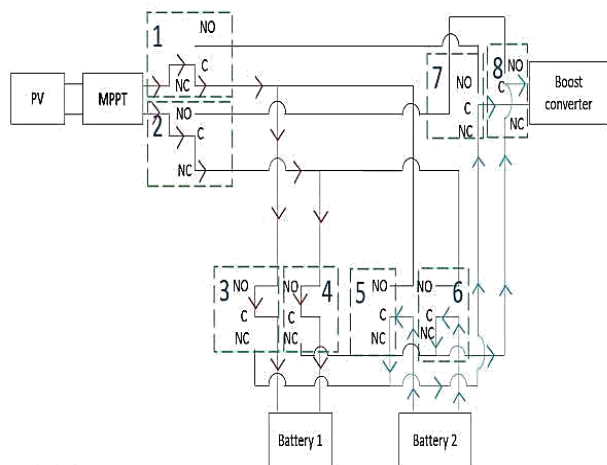 1
NO
C
NC
2
NO
C
NC
PV
MPPT
7
NO
C
NC
8
NO
C
NC
Boost
converter
3
NO
C
NC
4
NO
C
NC
5
NO
C
NC
6
NO
C
NC
Battery 1
Battery 2